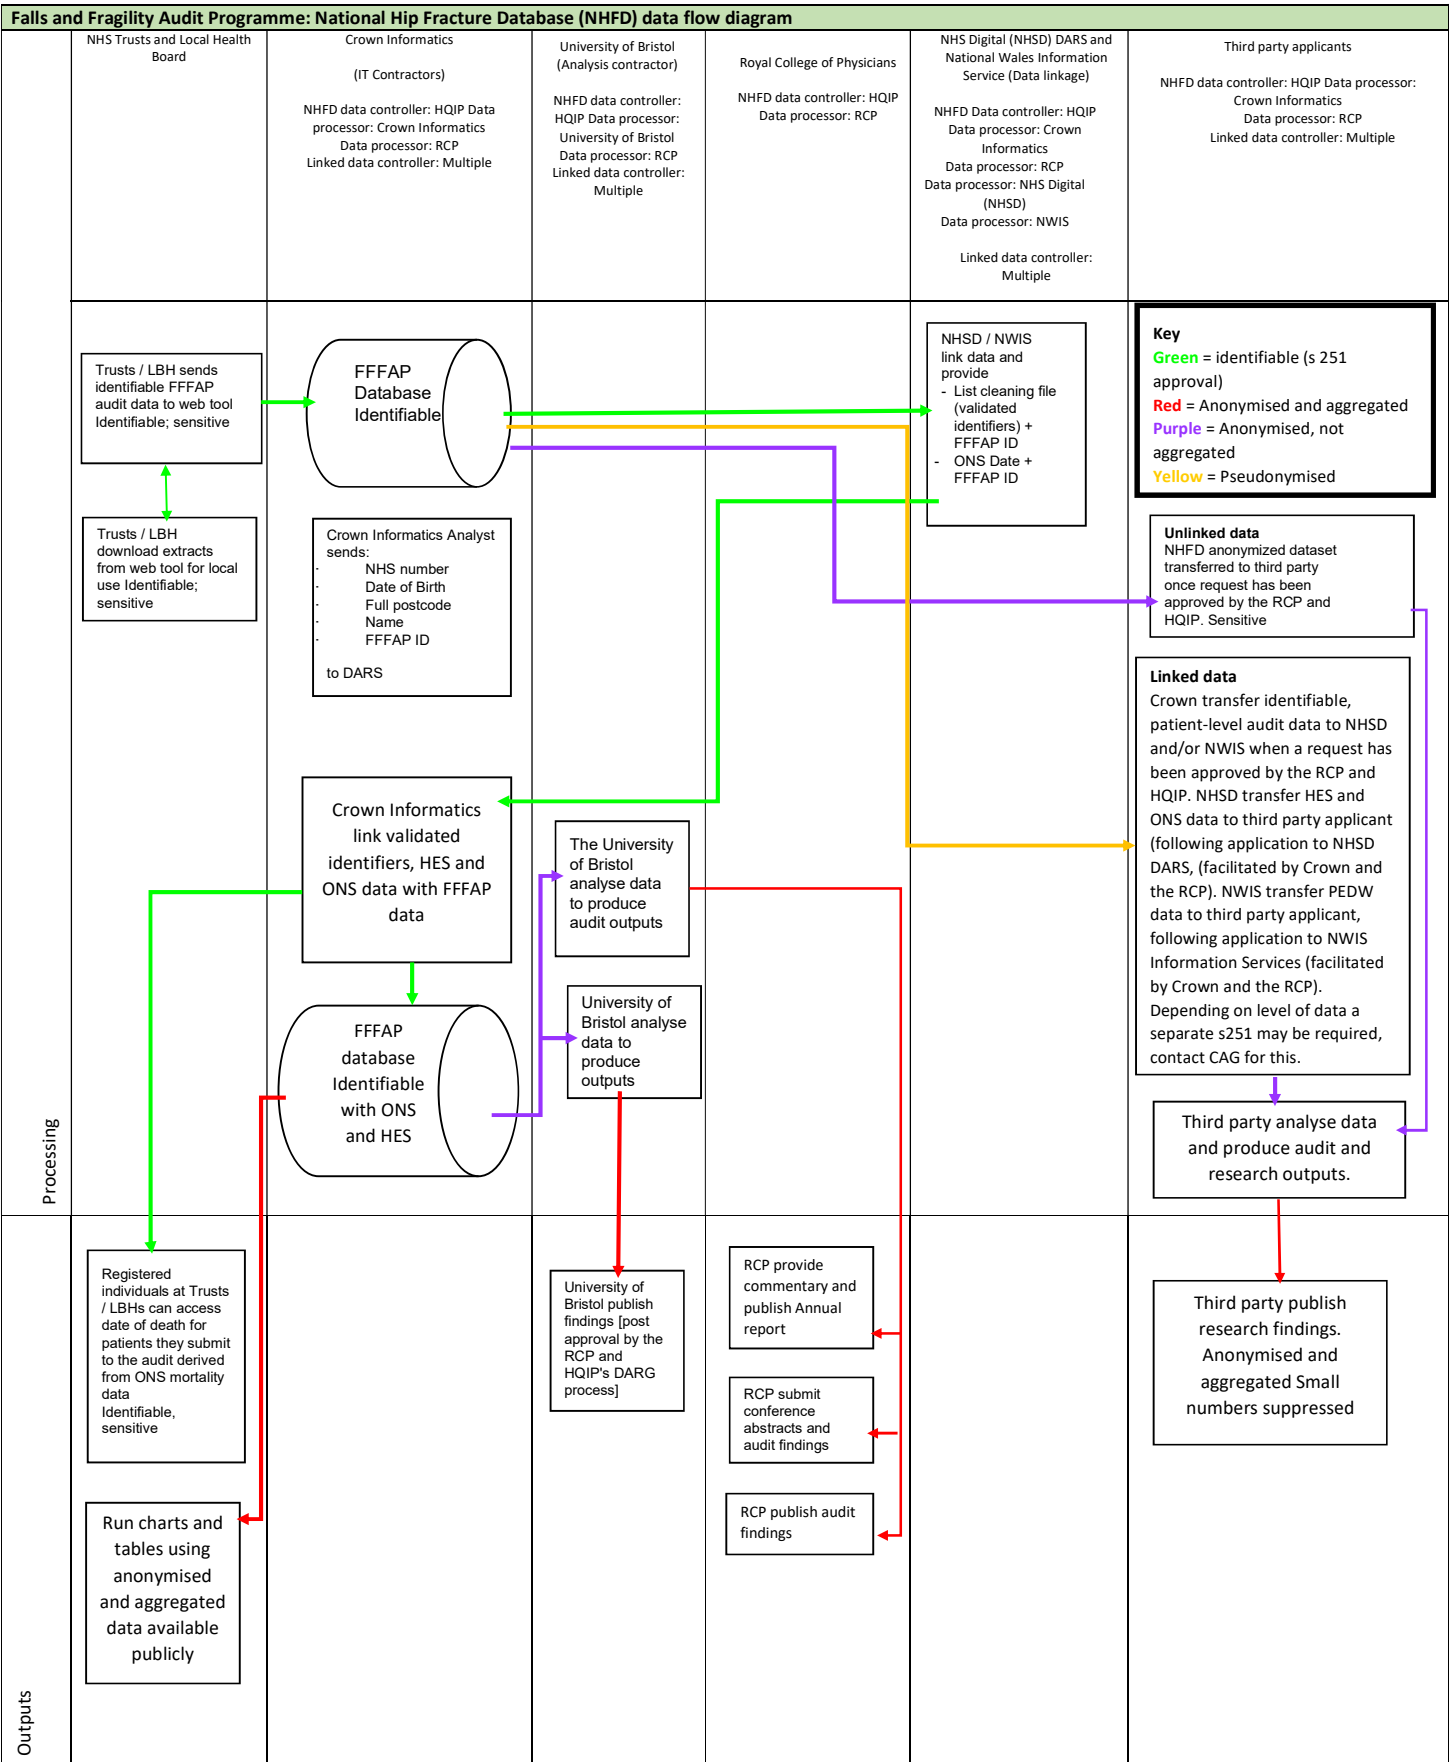 Falls and Fragility Audit Programme: National Hip Fracture Database (NHFD) data flow diagram
NHS Trusts and Local Health
Board
Crown Informatics
(IT Contractors)
NHFD data controller: HQIP Data
processor: Crown Informatics
Data processor: RCP
Linked data controller: Multiple
University of Bristol
(Analysis contractor)
NHFD data controller:
HQIP Data processor:
University of Bristol
Data processor: RCP
Linked data controller:
Multiple
Royal College of Physicians
NHFD data controller: HQIP
Data processor: RCP
NHS Digital (NHSD) DARS and
National Wales Information
Service (Data linkage)
NHFD Data controller: HQIP
Data processor: Crown
Informatics
Data processor: RCP
Data processor: NHS Digital
(NHSD)
Data processor: NWIS
Linked data controller:
Multiple
Third party applicants
NHFD data controller: HQIP Data processor:
Crown Informatics
Data processor: RCP
Linked data controller: Multiple
Processing
Trusts / LBH sends
identifiable FFFAP
audit data to web tool
Identifiable; sensitive
Trusts / LBH
download extracts
from web tool for local
use Identifiable;
sensitive
FFFAP
Database
Identifiable
Crown Informatics Analyst
sends:
· NHS number
· Date of Birth
· Full postcode
· Name
· FFFAP ID
to DARS
Crown Informatics
link validated
identifiers, HES and
ONS data with FFFAP
data
FFFAP
database
Identifiable
with ONS
and HES
The University
of Bristol
analyse data
to produce
audit outputs
University of
Bristol analyse
data to
produce
outputs
NHSD / NWIS
link data and
provide
- List cleaning file
(validated
identifiers) +
FFFAP ID
- ONS Date +
FFFAP ID
Key
Green = identifiable (s 251
approval)
Red = Anonymised and aggregated
Purple = Anonymised, not
aggregated
Yellow = Pseudonymised
Unlinked data
NHFD anonymized dataset
transferred to third party
once request has been
approved by the RCP and
HQIP. Sensitive
Linked data
Crown transfer identifiable,
patient-level audit data to NHSD
and/or NWIS when a request has
been approved by the RCP and
HQIP. NHSD transfer HES and
ONS data to third party applicant
(following application to NHSD
DARS, (facilitated by Crown and
the RCP). NWIS transfer PEDW
data to third party applicant,
following application to NWIS
Information Services (facilitated
by Crown and the RCP).
Depending on level of data a
separate s251 may be required,
contact CAG for this.
Third party analyse data
and produce audit and
research outputs.
Outputs
Registered
individuals at Trusts
/ LBHs can access
date of death for
patients they submit
to the audit derived
from ONS mortality
data
Identifiable,
sensitive
Run charts and
tables using
anonymised
and aggregated
data available
publicly
University of
Bristol publish
findings [post
approval by the
RCP and
HQIP's DARG
process]
RCP provide
commentary and
publish Annual
report
RCP submit
conference
abstracts and
audit findings
RCP publish audit
findings
Third party publish
research findings.
Anonymised and
aggregated Small
numbers suppressed